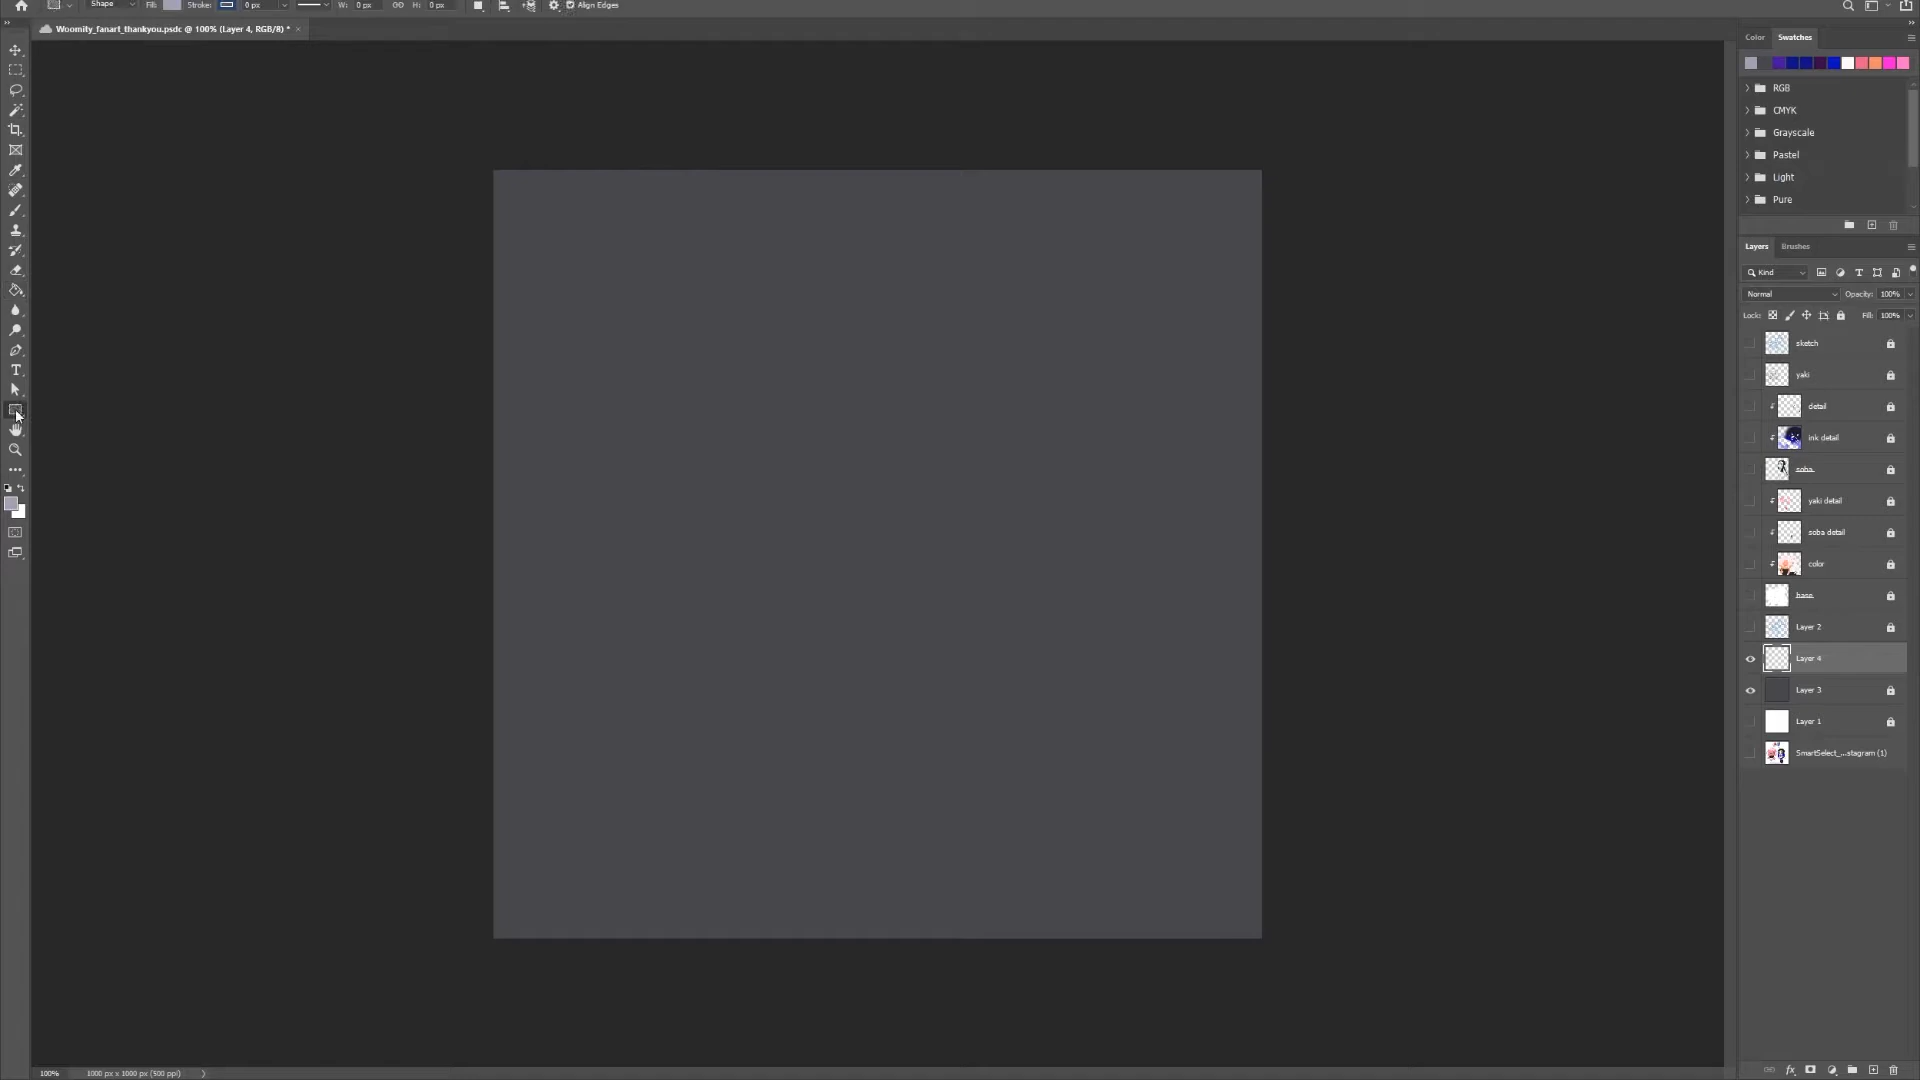 Shape Fill: Stroke: 0 px W: 0 px H: 0 px Align Edges
Woomity_fanart_thankyou.psdc @ 100% (Layer 4, RGB/8) * ×
Color Swatches
RGB
CMYK
Grayscale
Pastel
Light
Pure
Layers Brushes
Kind
Normal Opacity: 100%
Lock: Fill: 100%
sketch
yaki
detail
ink detail
soba
yaki detail
soba detail
color
base
Layer 2
Layer 4
Layer 3
Layer 1
SmartSelect_...stagram (1)
100% 1000 px x 1000 px (500 ppi)